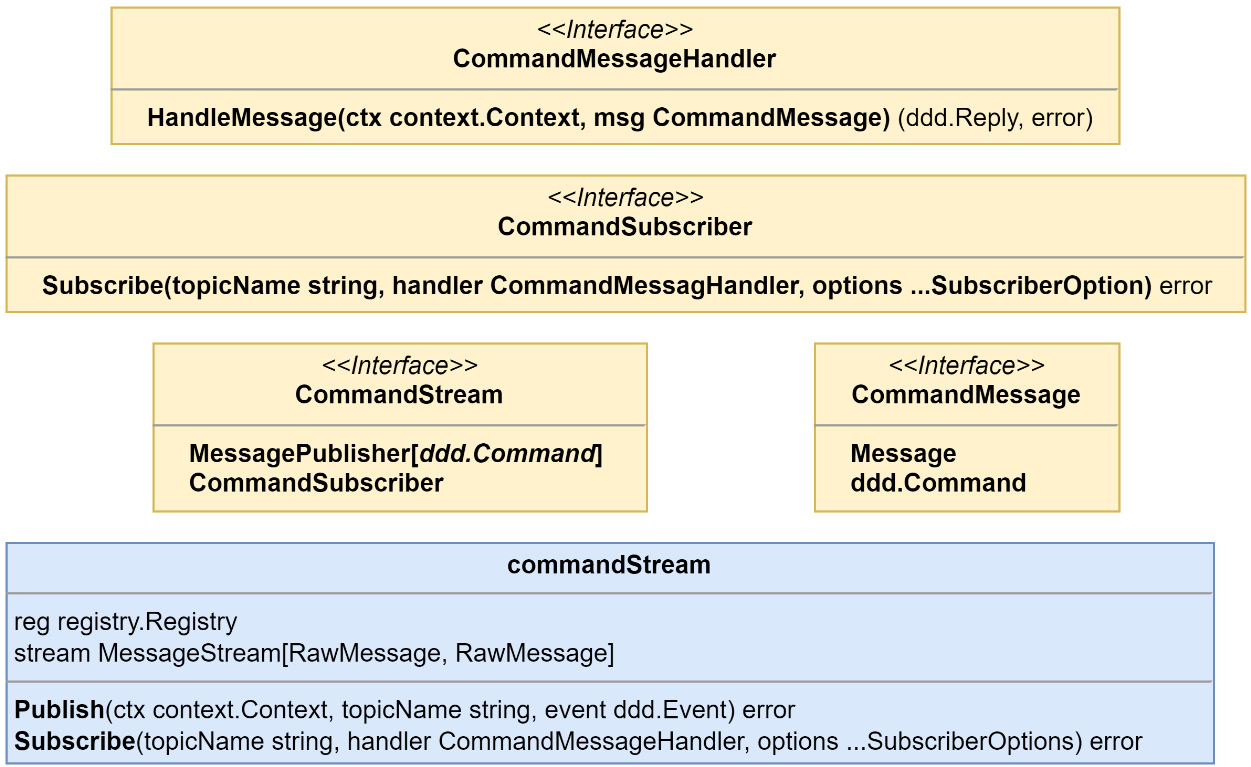 <<Interface>>
CommandMessageHandler
HandleMessage(ctx context.Context, msg CommandMessage) (ddd.Reply, error)
<<Interface>>
CommandSubscriber
Subscribe(topicName string, handler CommandMessagHandler, options ...SubscriberOption) error
<<Interface>>
CommandStream
MessagePublisher[ddd.Command]
CommandSubscriber
<<Interface>>
CommandMessage
Message
ddd.Command
commandStream
reg registry.Registry
stream MessageStream[RawMessage, RawMessage]
Publish(ctx context.Context, topicName string, event ddd.Event) error
Subscribe(topicName string, handler CommandMessageHandler, options ...SubscriberOptions) error